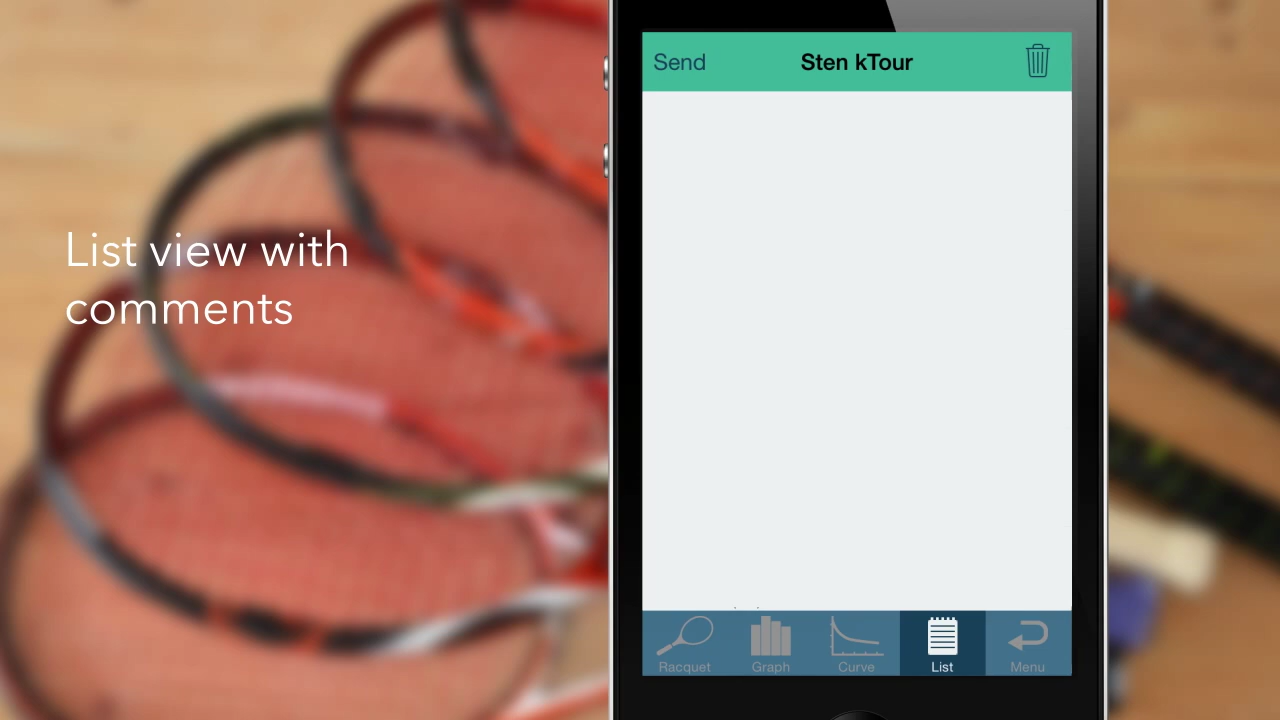 Send
Sten kTour
List view with
comments
Racquet
Graph
Curve
List
Menu